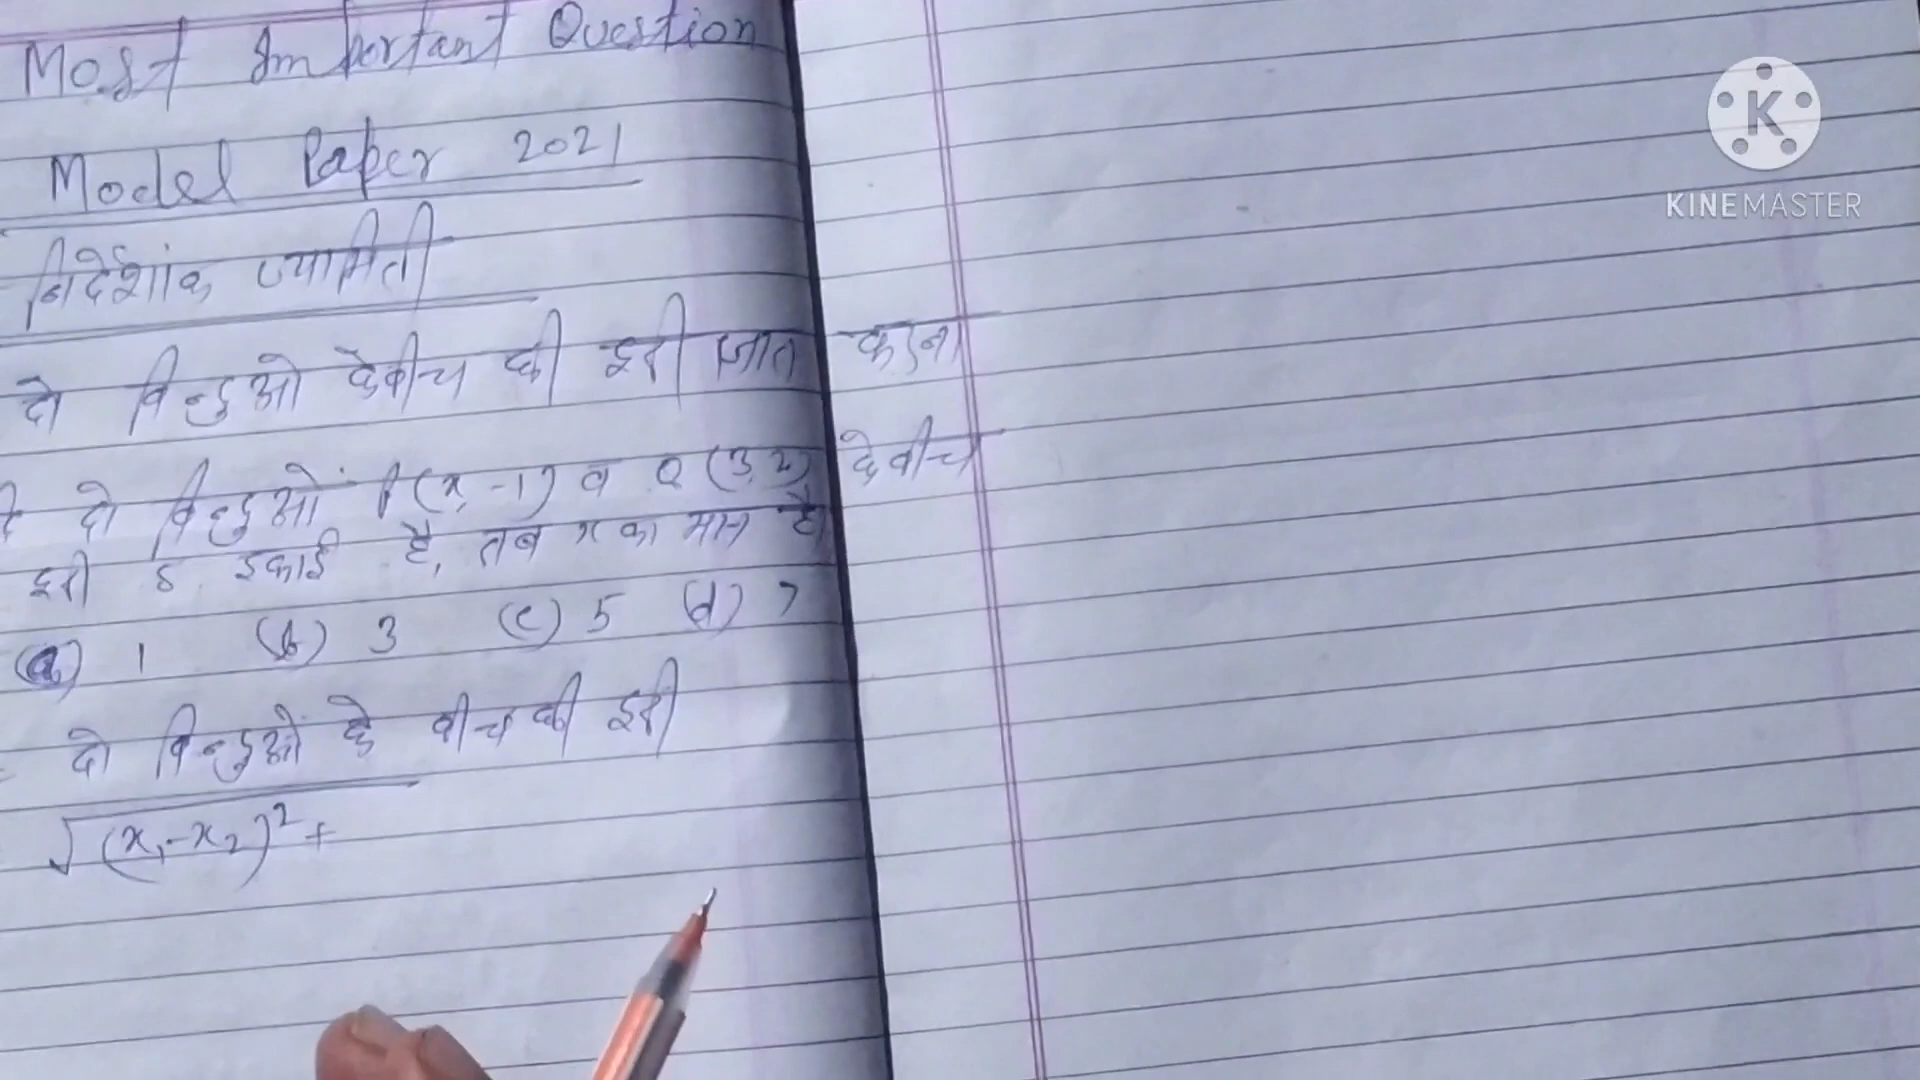 Most Important Question
Model Paper 2021
निर्देशांक ज्यामिती
दो बिन्दुओ के बीच की दूरी ज्ञात करना
दो बिन्दुओं P(x, -1) व Q (3, 2) के बीच
दूरी 5 इकाई है, तब x का मान है
(a) 1 (b) 3 (c) 5 (d) 7
दो बिन्दुओ के बीच की दूरी
√(x₁-x₂)² +
K
KINEMASTER